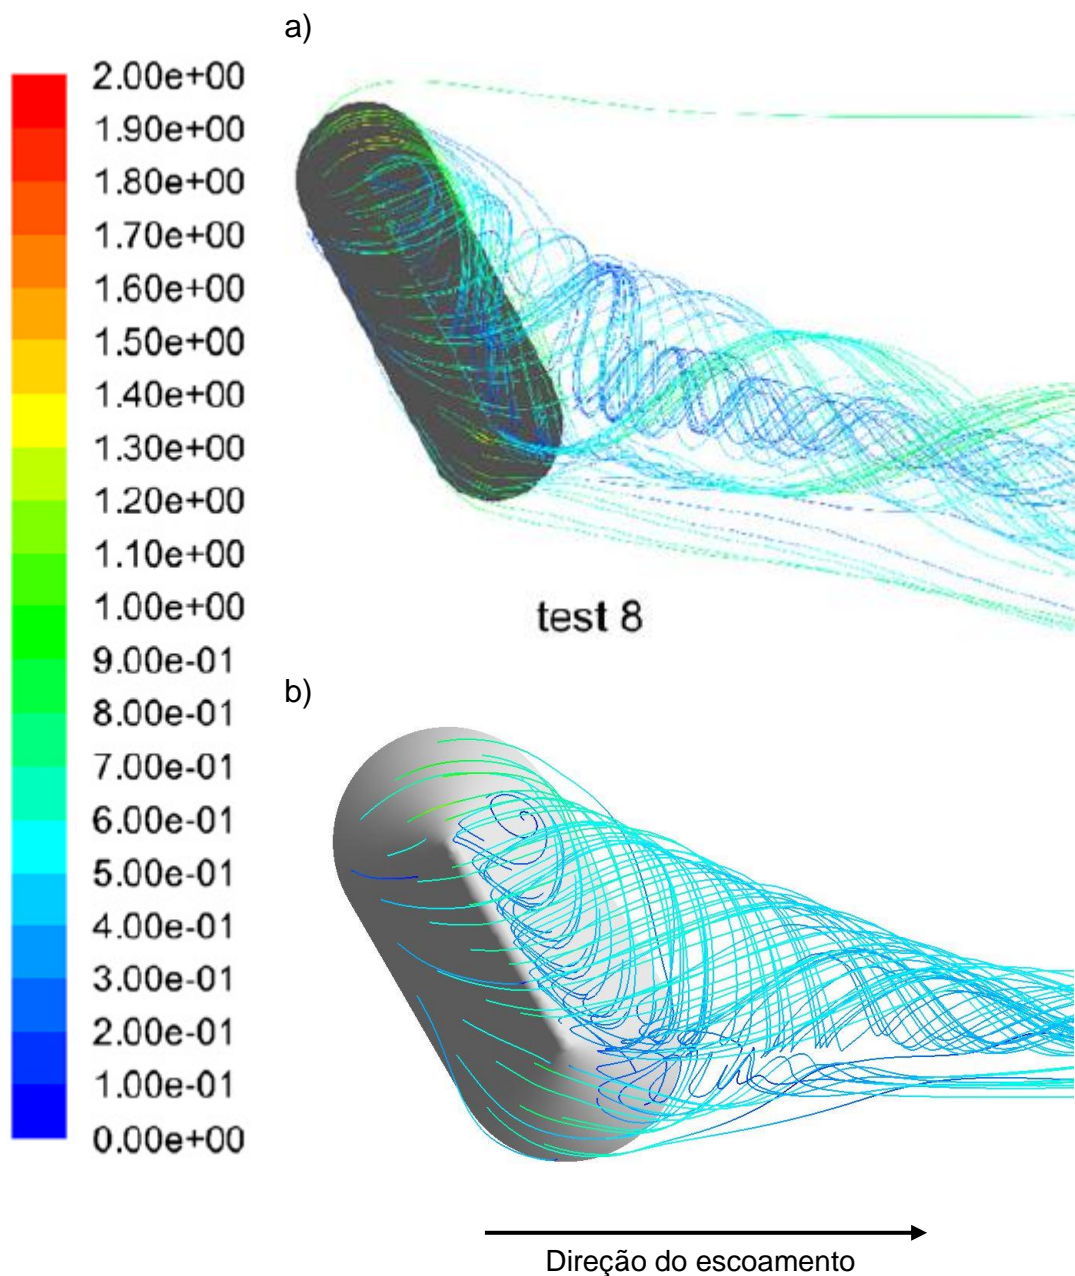 a)
2.00e+00
1.90e+00
1.80e+00
1.70e+00
1.60e+00
1.50e+00
1.40e+00
1.30e+00
1.20e+00
1.10e+00
1.00e+00
9.00e-01
8.00e-01
7.00e-01
6.00e-01
5.00e-01
4.00e-01
3.00e-01
2.00e-01
1.00e-01
0.00e+00
test 8
b)
Direção do escoamento